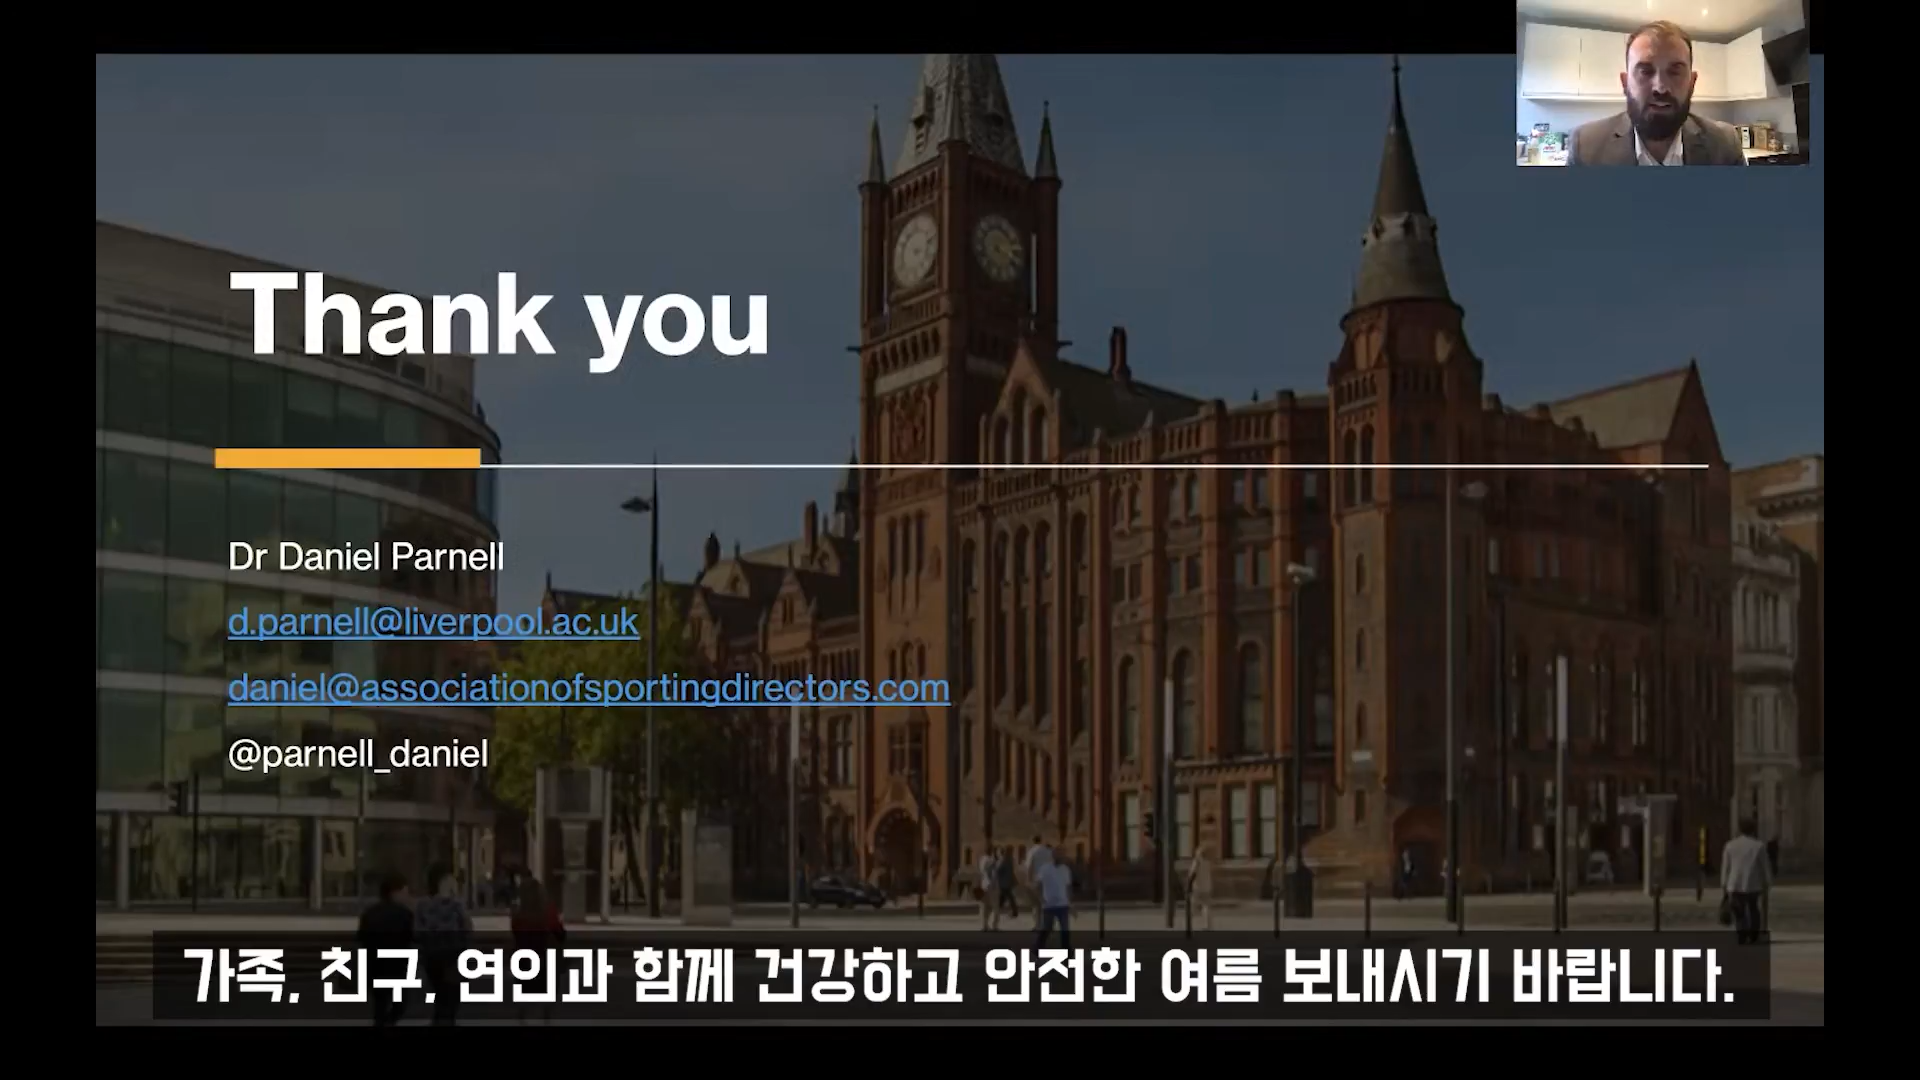 Thank you
Dr Daniel Parnell
d.parnell@liverpool.ac.uk
daniel@associationofsportingdirectors.com
@parnell_daniel
가족, 친구, 연인과 함께 건강하고 안전한 여름 보내시기 바랍니다.